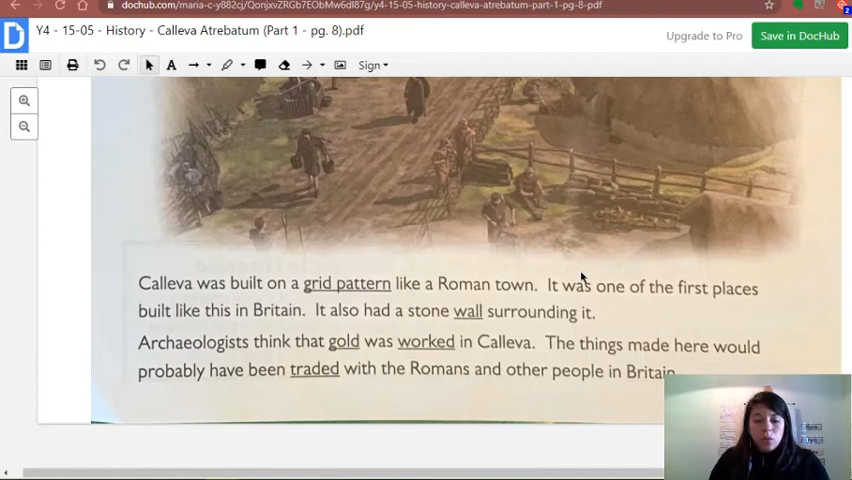 dochub.com/maria-c-y882cj/QonjxvZRGb7EObMw6dl87g/y4-15-05-history-calleva-atrebatum-part-1-pg-8-pdf
Y4 - 15-05 - History - Calleva Atrebatum (Part 1 - pg. 8).pdf
Upgrade to Pro
Save in DocHub
Sign
Calleva was built on a grid pattern like a Roman town. It was one of the first places
built like this in Britain. It also had a stone wall surrounding it.
Archaeologists think that gold was worked in Calleva. The things made here would
probably have been traded with the Romans and other people in Britain